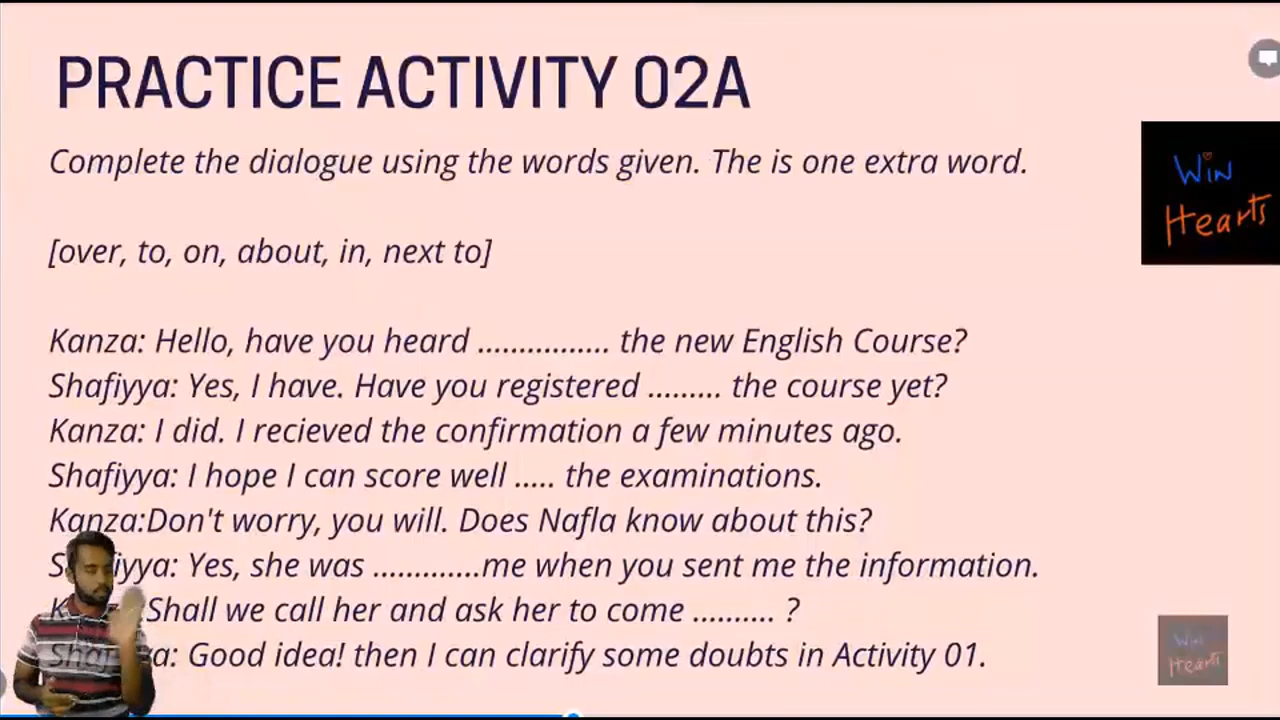 PRACTICE ACTIVITY 02A
Complete the dialogue using the words given. The is one extra word.
Win
Hearts
[over, to, on, about, in, next to]
Kanza: Hello, have you heard ................ the new English Course?
Shafiyya: Yes, I have. Have you registered ......... the course yet?
Kanza: I did. I recieved the confirmation a few minutes ago.
Shafiyya: I hope I can score well ..... the examinations.
Kanza:Don't worry, you will. Does Nafla know about this?
Shafiyya: Yes, she was .............me when you sent me the information.
Shall we call her and ask her to come .......... ?
Good idea! then I can clarify some doubts in Activity 01.
Win
Hearts